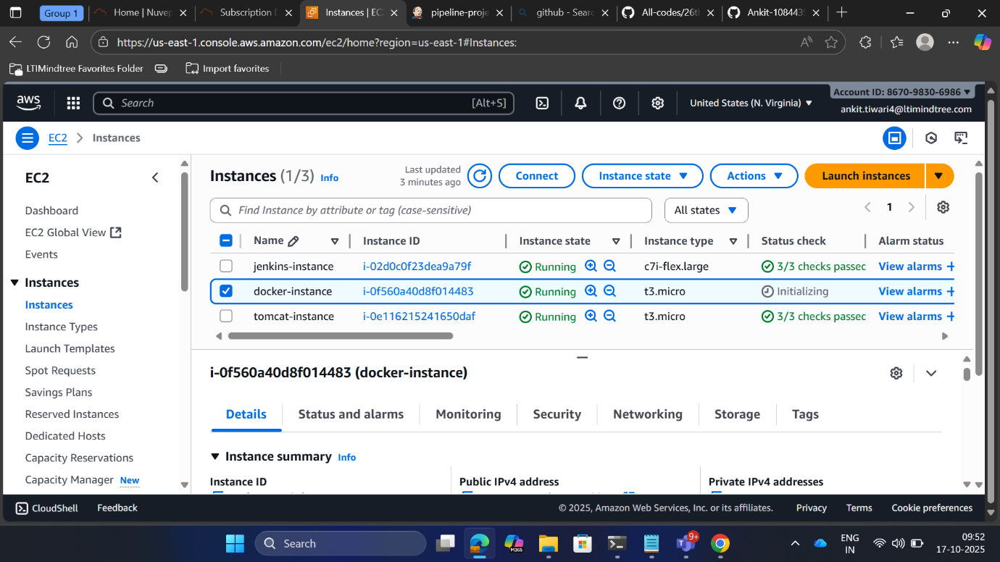 Group 1
Home | Nuvep
Subscription D
Instances | EC
pipeline-proje
github - Searc
All-codes/26th
Ankit-1084439
https://us-east-1.console.aws.amazon.com/ec2/home?region=us-east-1#Instances:
LTIMindtree Favorites Folder
Import favorites
aws
Search
[Alt+S]
United States (N. Virginia)
Account ID: 8670-9830-6986
ankit.tiwari4@ltimindtree.com
EC2
Instances
EC2
Dashboard
EC2 Global View
Events
Instances
Instances
Instance Types
Launch Templates
Spot Requests
Savings Plans
Reserved Instances
Dedicated Hosts
Capacity Reservations
Capacity Manager New
Instances (1/3) Info
Last updated
3 minutes ago
Connect
Instance state
Actions
Launch instances
Find Instance by attribute or tag (case-sensitive)
All states
1
Name Instance ID Instance state Instance type Status check Alarm status
jenkins-instance i-02d0c0f23dea9a79f Running c7i-flex.large 3/3 checks passec View alarms +
docker-instance i-0f560a40d8f014483 Running t3.micro Initializing View alarms +
tomcat-instance i-0e116215241650daf Running t3.micro 3/3 checks passec View alarms +
i-0f560a40d8f014483 (docker-instance)
Details
Status and alarms
Monitoring
Security
Networking
Storage
Tags
Instance summary Info
Instance ID
Public IPv4 address
Private IPv4 addresses
CloudShell
Feedback
© 2025, Amazon Web Services, Inc. or its affiliates.
Privacy
Terms
Cookie preferences
Search
M365
9+
ENG
IN
09:52
17-10-2025